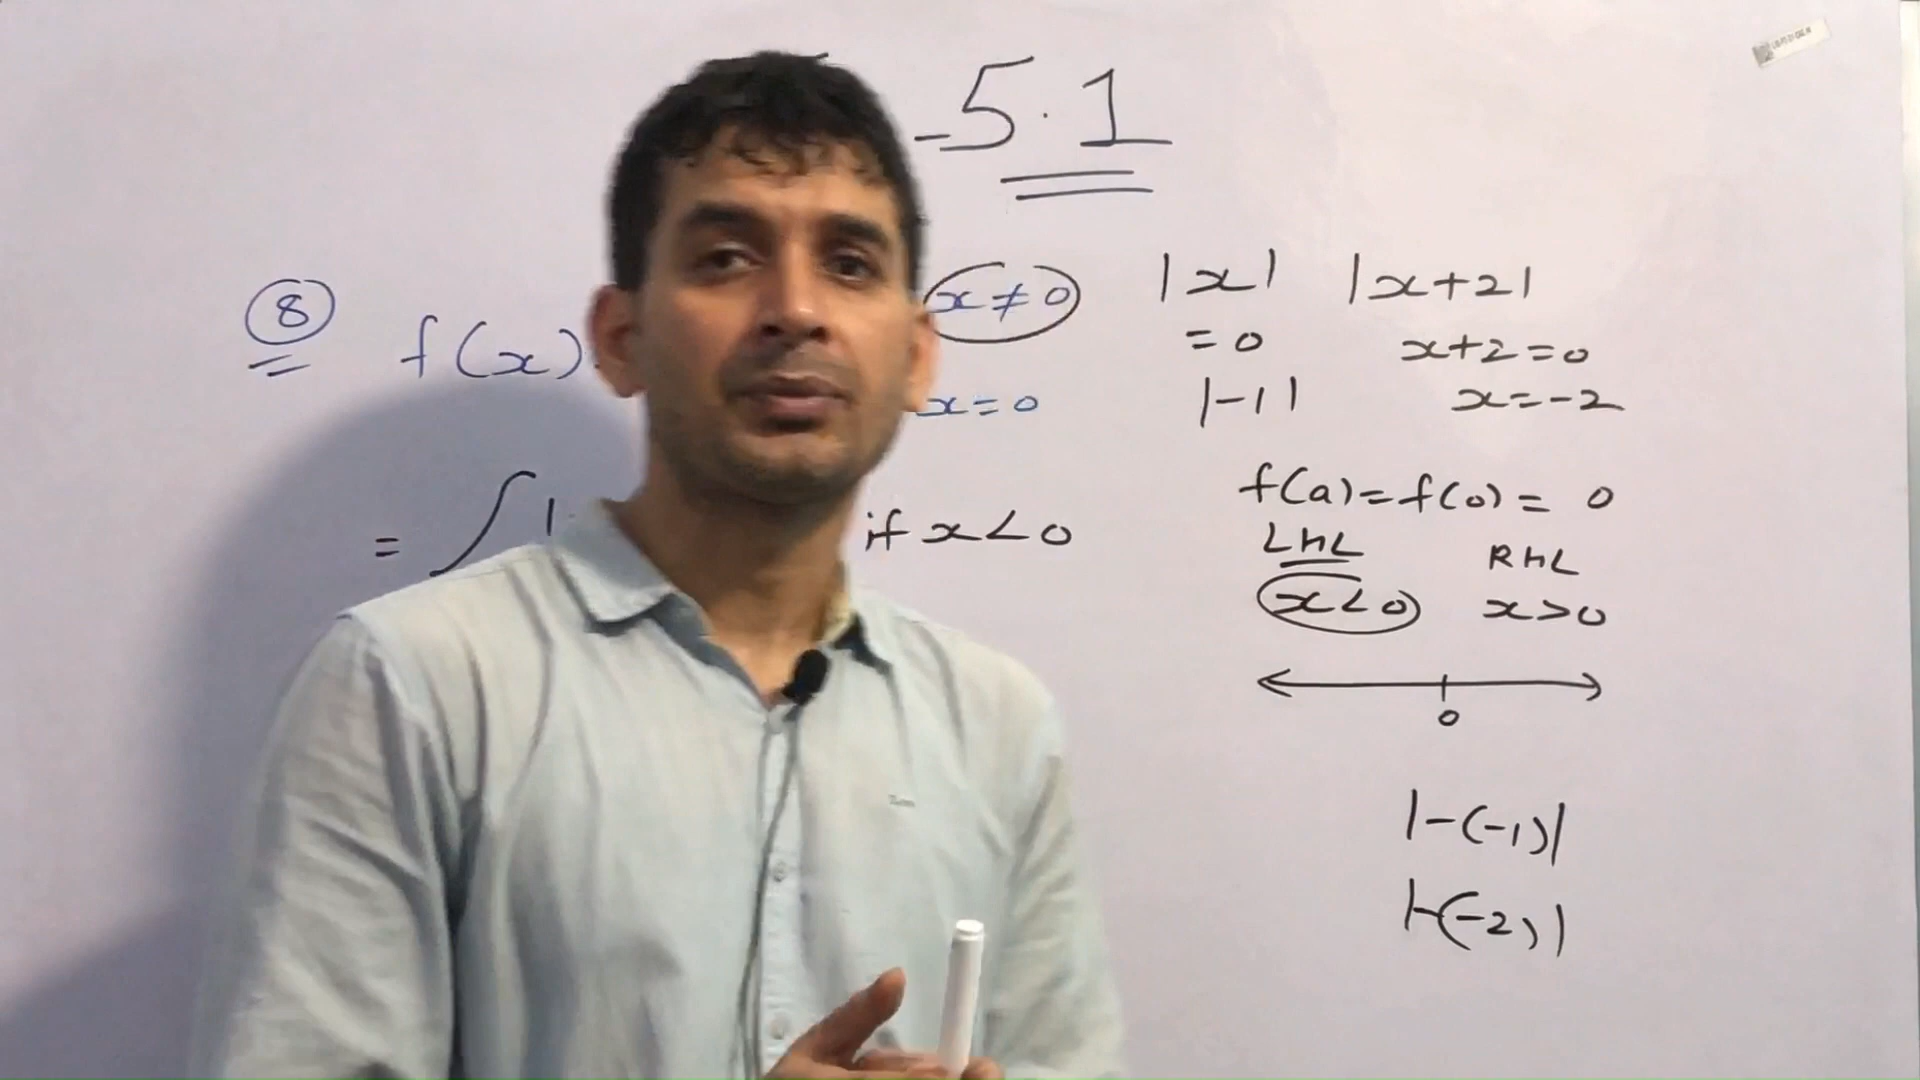 -5.1
8
f(x)
x≠0
x=0
= ∫ |
if x<0
|x| |x+2|
=0 x+2=0
|-1| x=-2
f(a)=f(0)= 0
LHL RHL
x<0 x>0
0
|-(-1)|
|-(-2)|